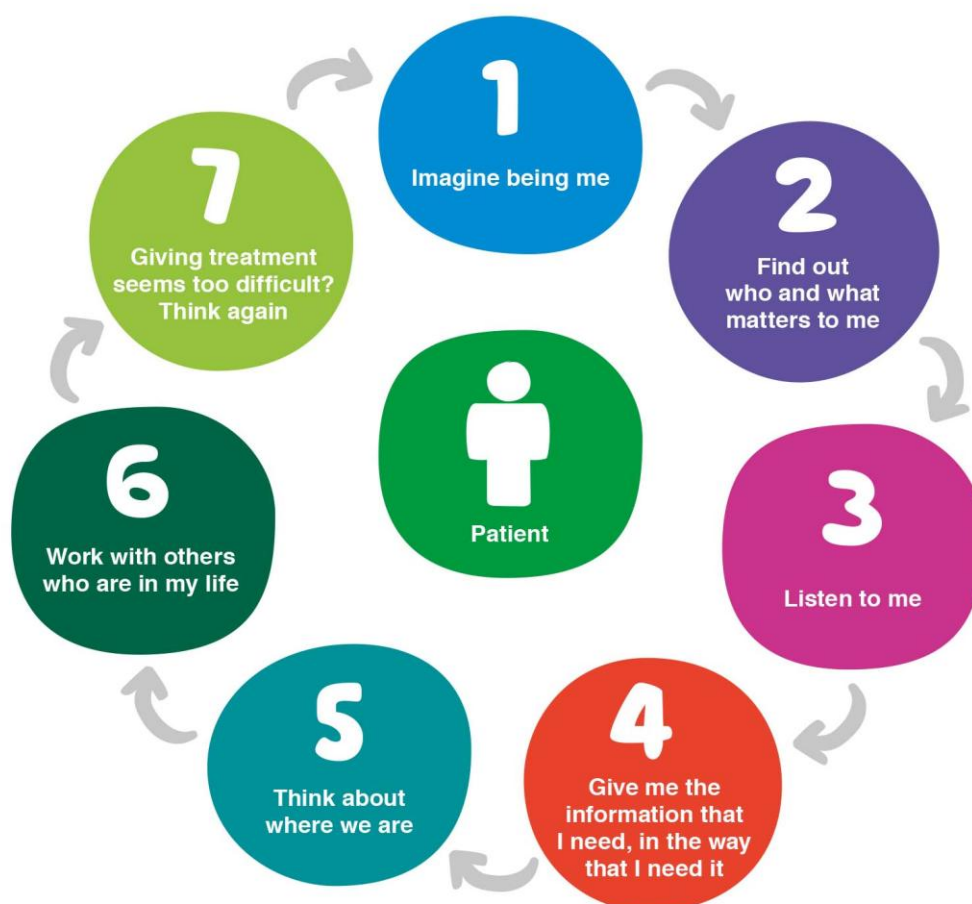 1
Imagine being me
2
Find out
who and what
matters to me
3
Listen to me
4
Give me the
information that
I need, in the way
that I need it
5
Think about
where we are
6
Work with others
who are in my life
7
Giving treatment
seems too difficult?
Think again
Patient